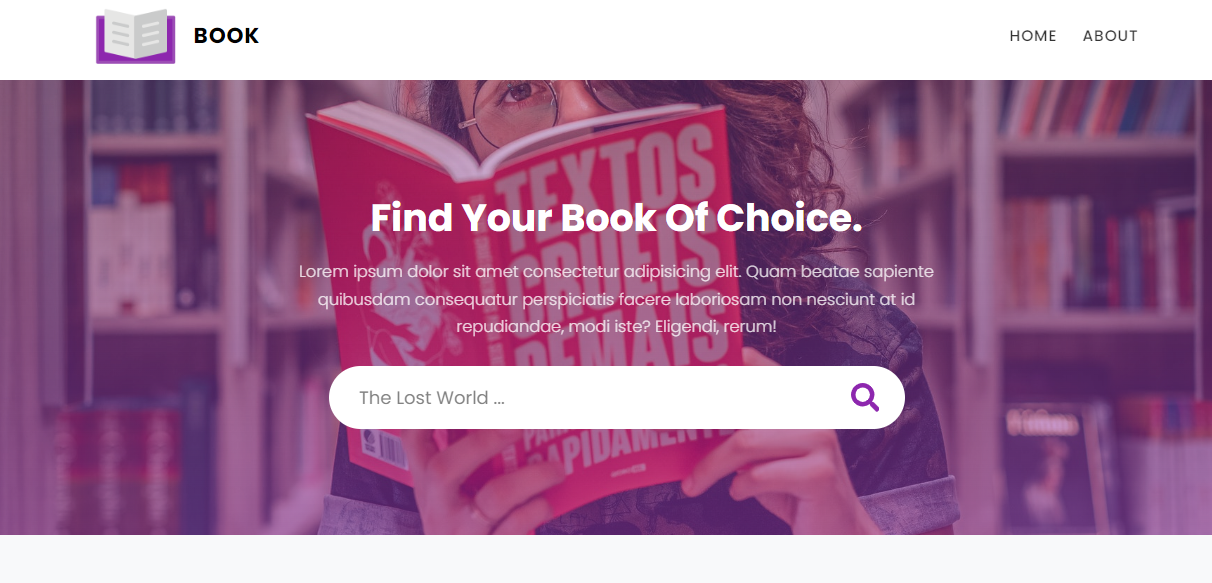 BOOK
HOME ABOUT
TEXTOS
CRUÉIS
Find Your Book Of Choice.
Lorem ipsum dolor sit amet consectetur adipisicing elit. Quam beatae sapiente
quibusdam consequatur perspiciatis facere laboriosam non nesciunt at id
repudiandae, modi iste? Eligendi, rerum!
DEMAIS
The Lost World ...
RAPIDAMENTE